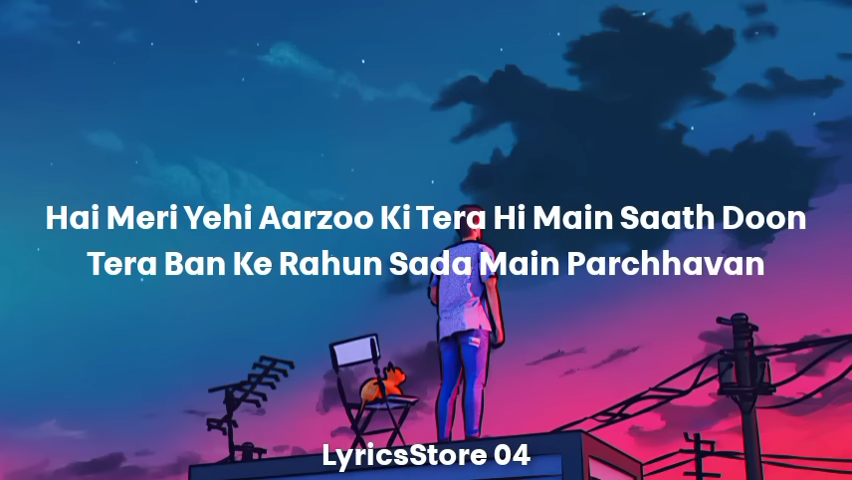 Hai Meri Yehi Aarzoo Ki Tera Hi Main Saath Doon
Tera Ban Ke Rahun Sada Main Parchhavan
LyricsStore 04